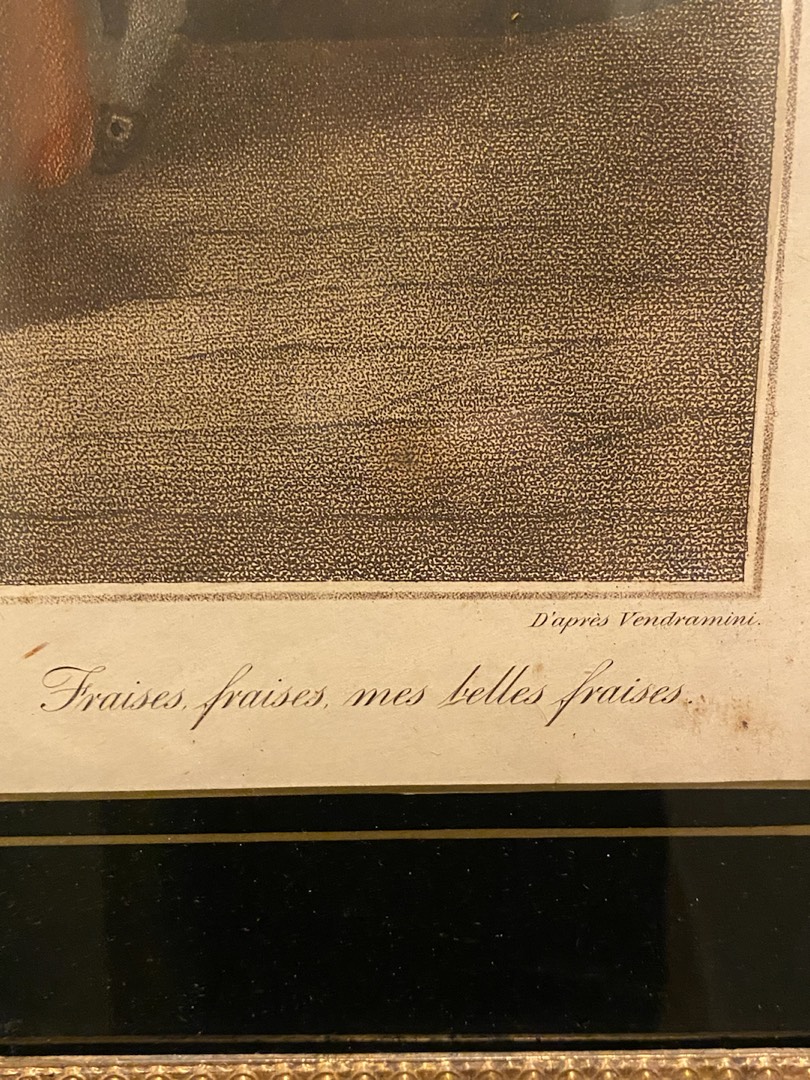 D'après Vendramini.
Fraises, fraises, mes belles fraises.